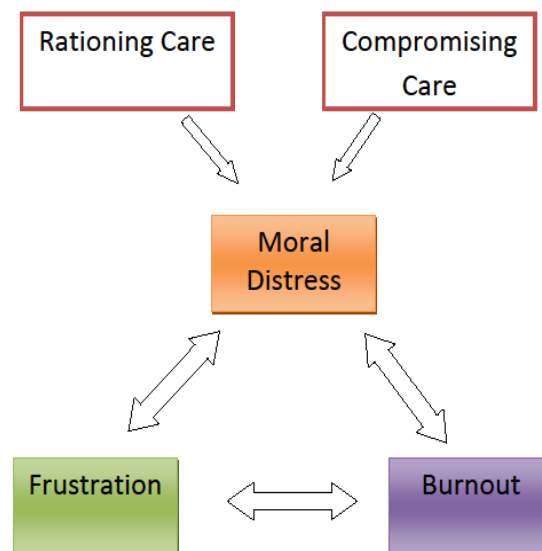 Rationing Care
Compromising
Care
Moral
Distress
Frustration
Burnout